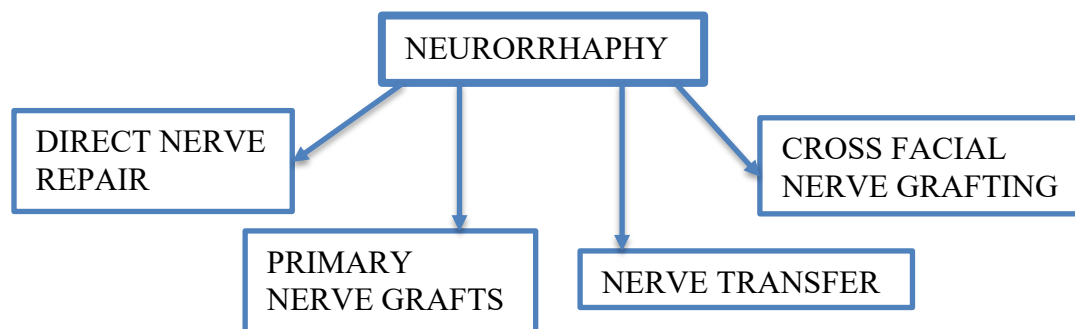 NEURORRHAPHY
DIRECT NERVE
REPAIR
CROSS FACIAL
NERVE GRAFTING
PRIMARY
NERVE GRAFTS
NERVE TRANSFER